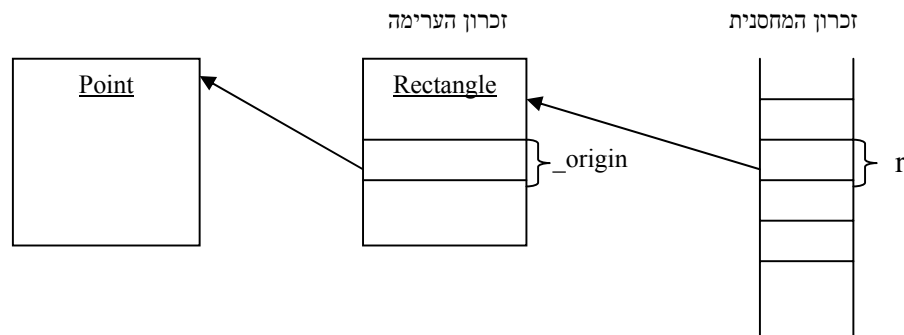 זכרון המחסנית
זכרון הערימה
Point
Rectangle
_origin
r